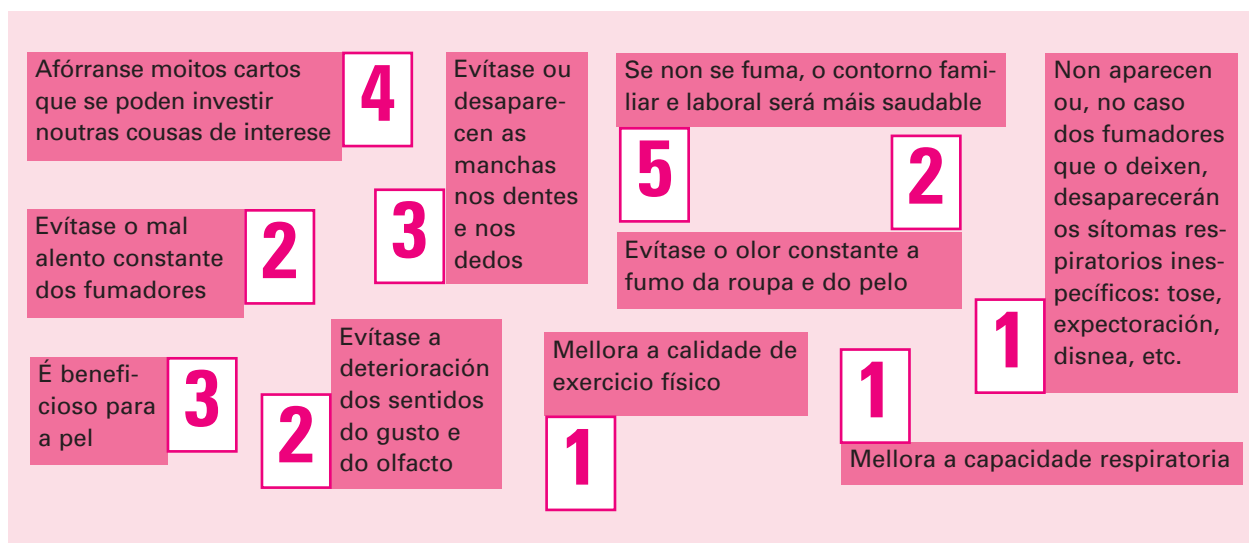 Afórranse moitos cartos
que se poden investir
noutras cousas de interese
4
Evítase ou
desapare-
cen as
manchas
nos dentes
e nos
dedos
3
Se non se fuma, o contorno fami-
liar e laboral será máis saudable
5
2
Evítase o olor constante a
fumo da roupa e do pelo
Non aparecen
ou, no caso
dos fumadores
que o deixen,
desaparecerán
os sítomas res-
piratorios ines-
pecíficos: tose,
expectoración,
disnea, etc.
1
Evítase o mal
alento constante
dos fumadores
2
É benefi-
cioso para
a pel
3
Evítase a
deterioración
dos sentidos
do gusto e
do olfacto
2
Mellora a calidade de
exercicio físico
1
1
Mellora a capacidade respiratoria